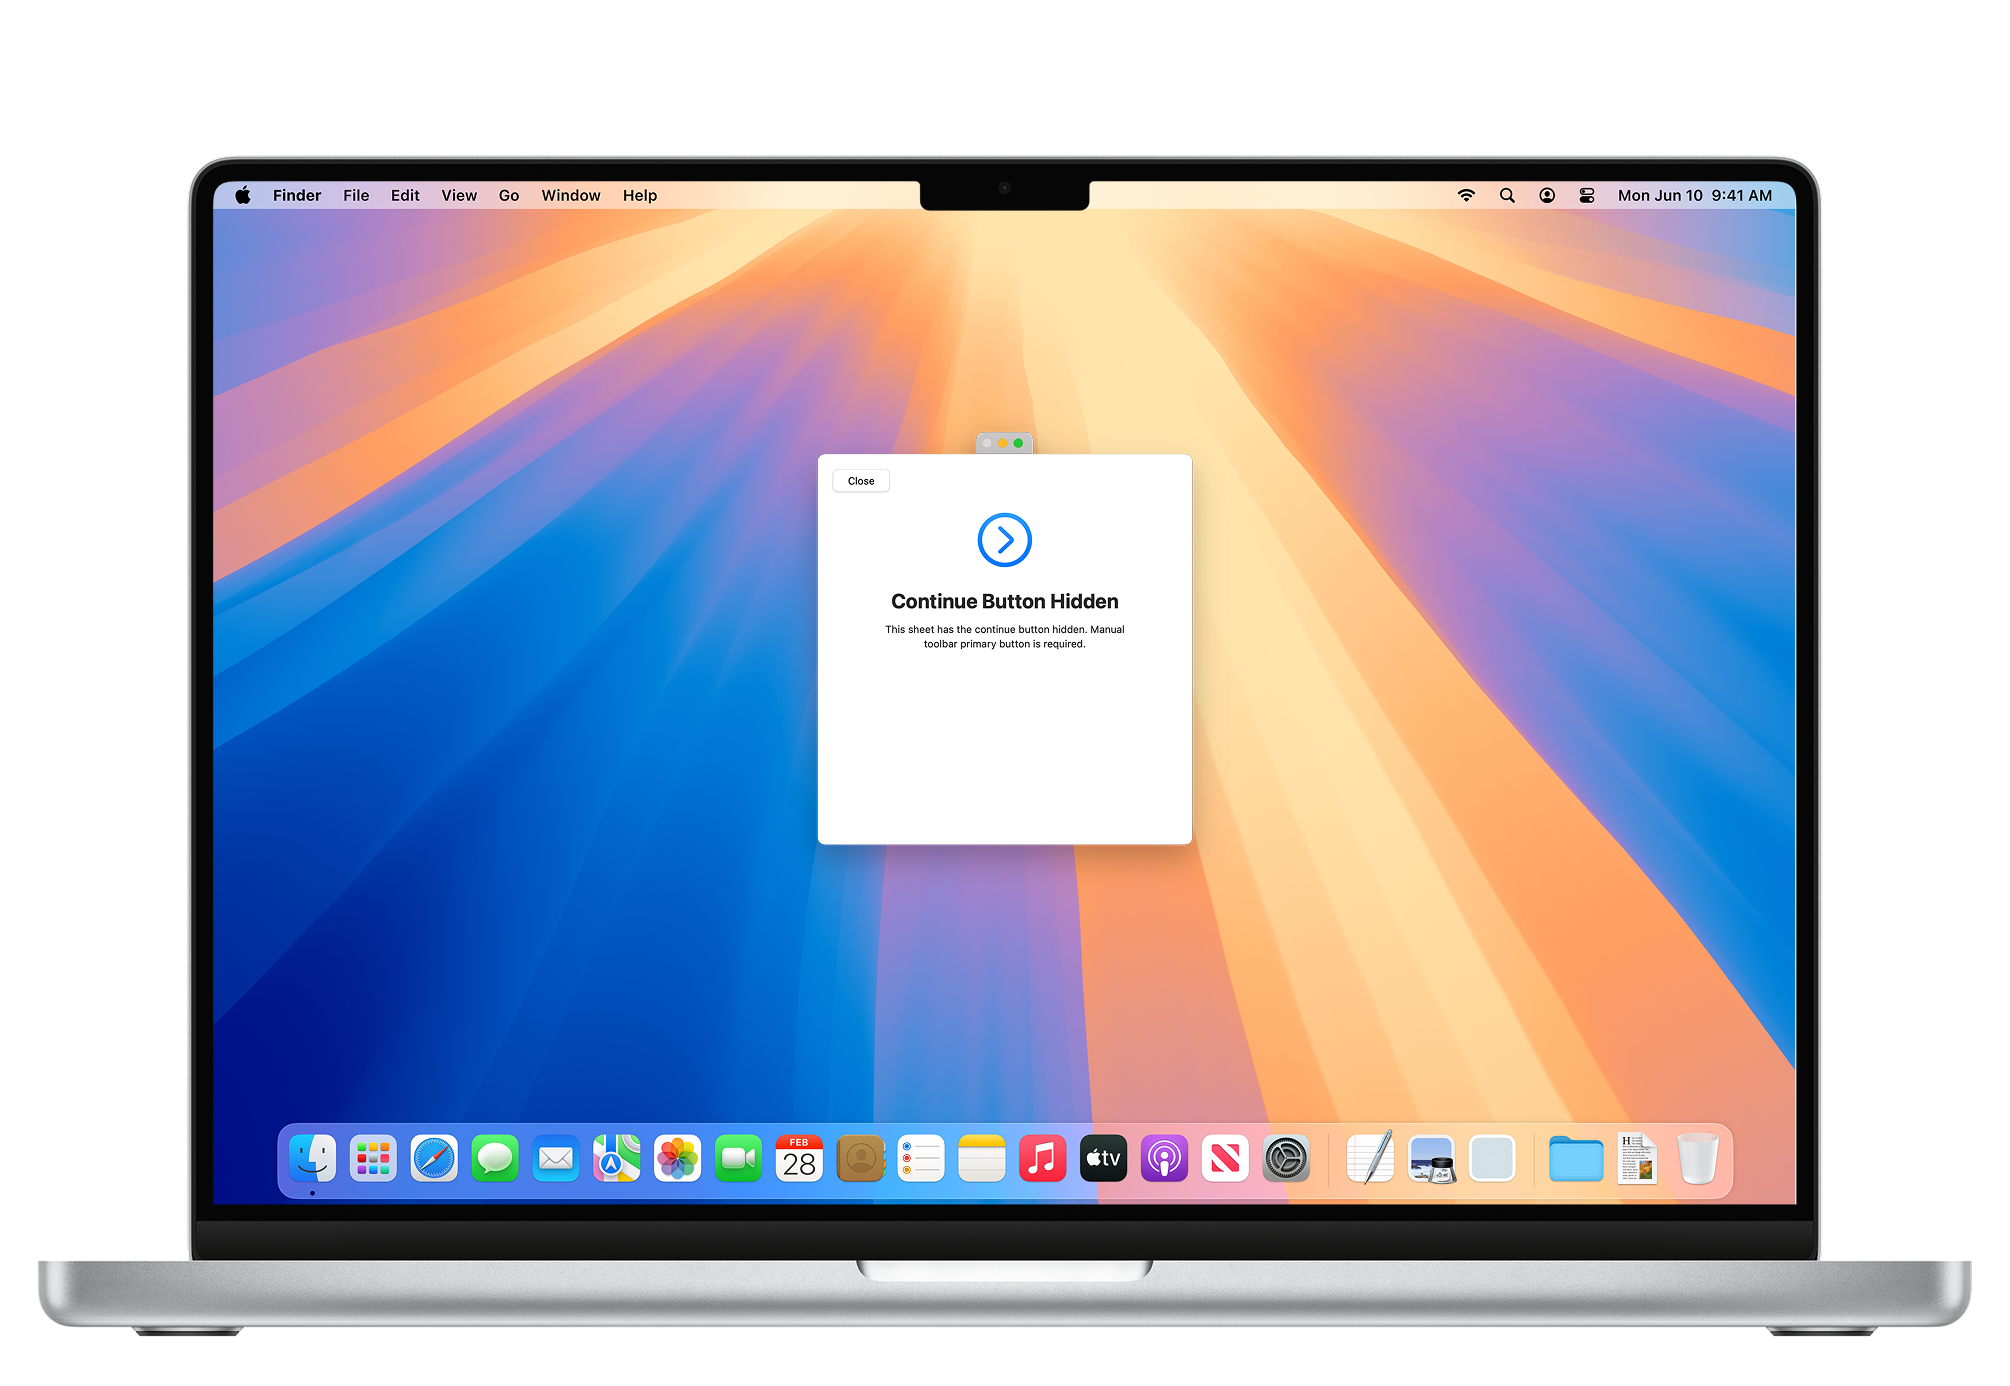 Finder File Edit View Go Window Help
Mon Jun 10 9:41 AM
Close
Continue Button Hidden
This sheet has the continue button hidden. Manual
toolbar primary button is required.
FEB
28
tv